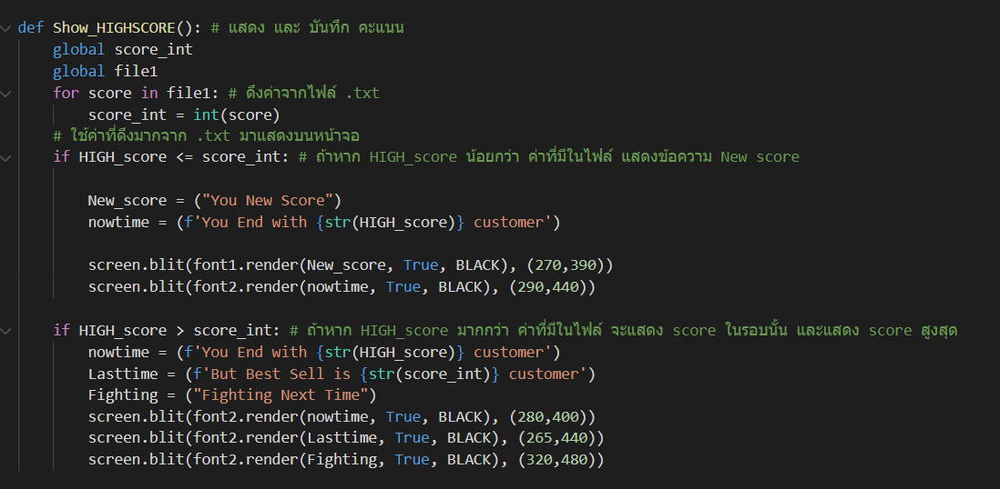 def Show_HIGHSCORE(): # แสดง และ บันทึก คะแนน
global score_int
global file1
for score in file1: # ดึงค่าจากไฟล์ .txt
score_int = int(score)
# ใช้ค่าที่ดึงมากจาก .txt มาแสดงบนหน้าจอ
if HIGH_score <= score_int: # ถ้าหาก HIGH_score น้อยกว่า ค่าที่มีในไฟล์ แสดงข้อความ New score
New_score = ("You New Score")
nowtime = (f'You End with {str(HIGH_score)} customer')
screen.blit(font1.render(New_score, True, BLACK), (270,390))
screen.blit(font2.render(nowtime, True, BLACK), (290,440))
if HIGH_score > score_int: # ถ้าหาก HIGH_score มากกว่า ค่าที่มีในไฟล์ จะแสดง score ในรอบนั้น และแสดง score สูงสุด
nowtime = (f'You End with {str(HIGH_score)} customer')
Lasttime = (f'But Best Sell is {str(score_int)} customer')
Fighting = ("Fighting Next Time")
screen.blit(font2.render(nowtime, True, BLACK), (280,400))
screen.blit(font2.render(Lasttime, True, BLACK), (265,440))
screen.blit(font2.render(Fighting, True, BLACK), (320,480))